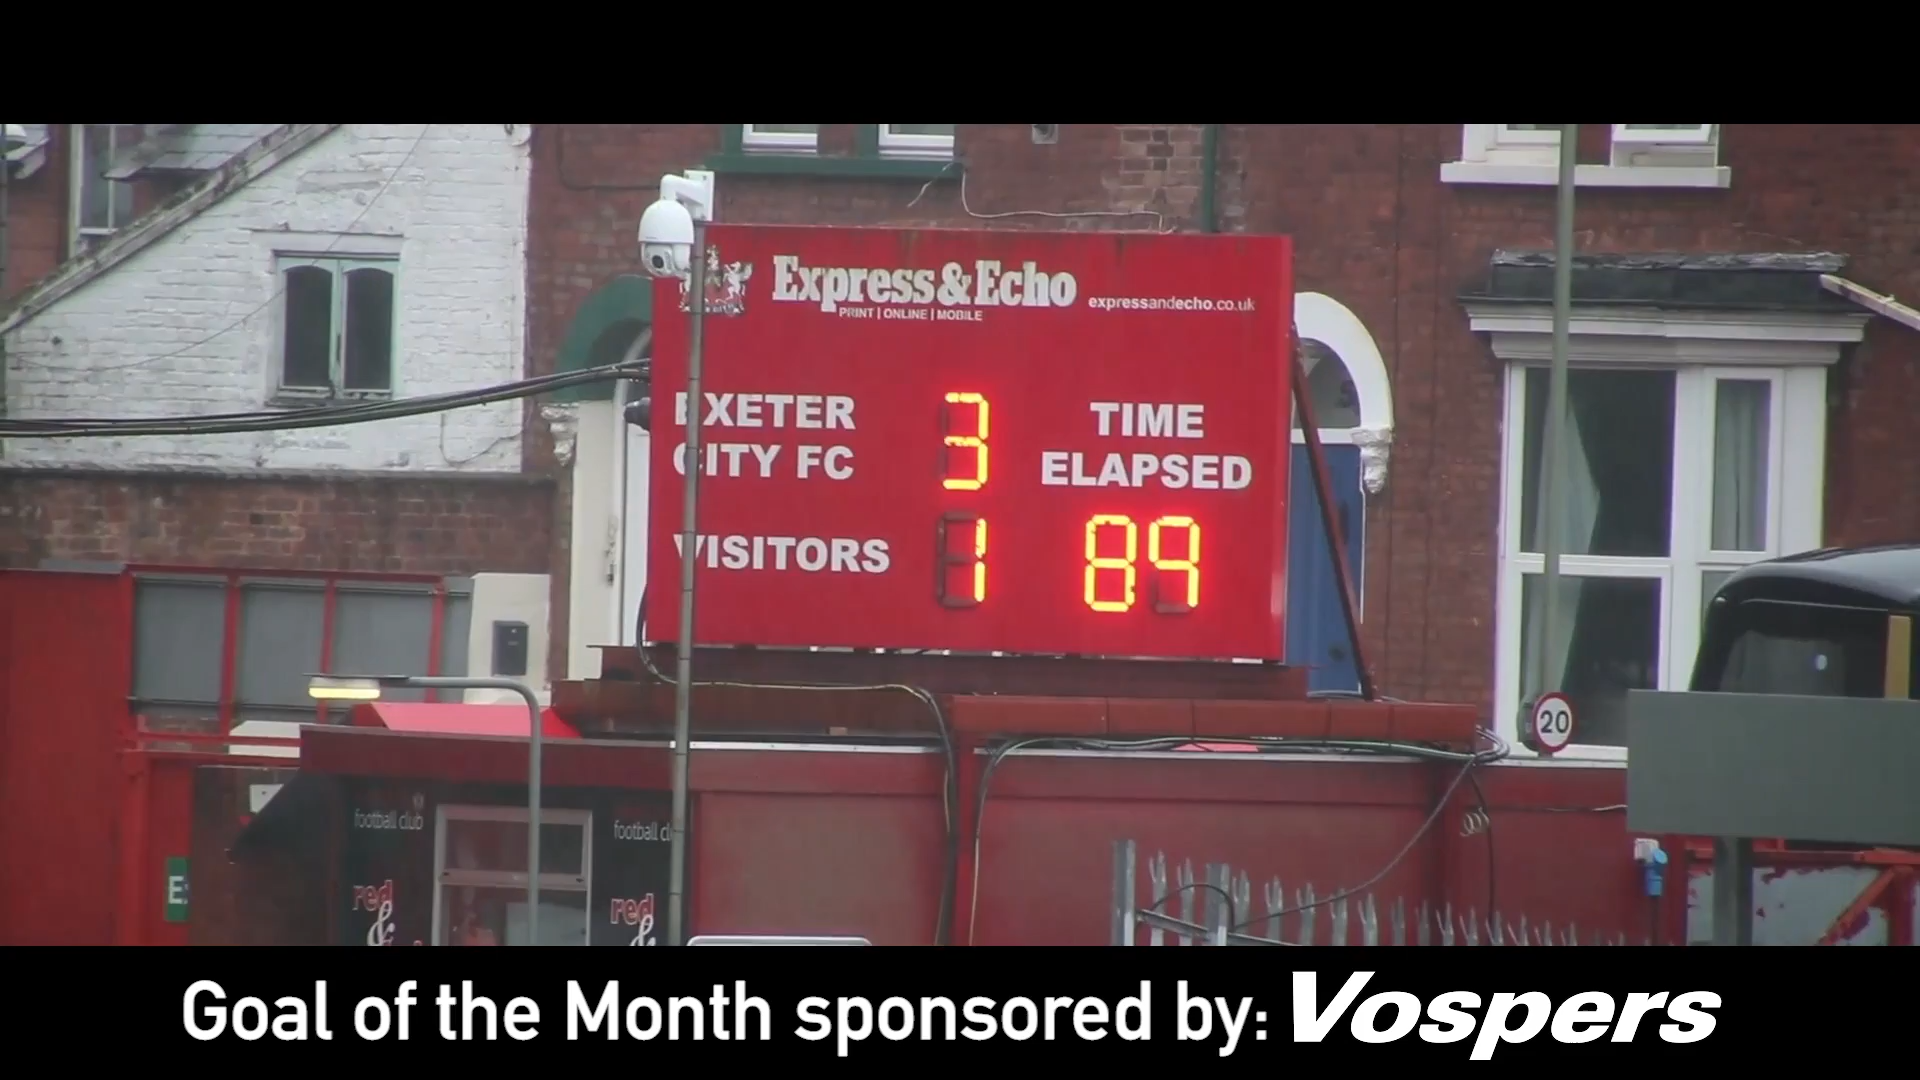 Express&Echo
PRINT | ONLINE | MOBILE
expressandecho.co.uk
EXETER
CITY FC
3
TIME
ELAPSED
VISITORS
1
89
20
football club
football cl
red
&
red
&
E
Goal of the Month sponsored by: Vospers